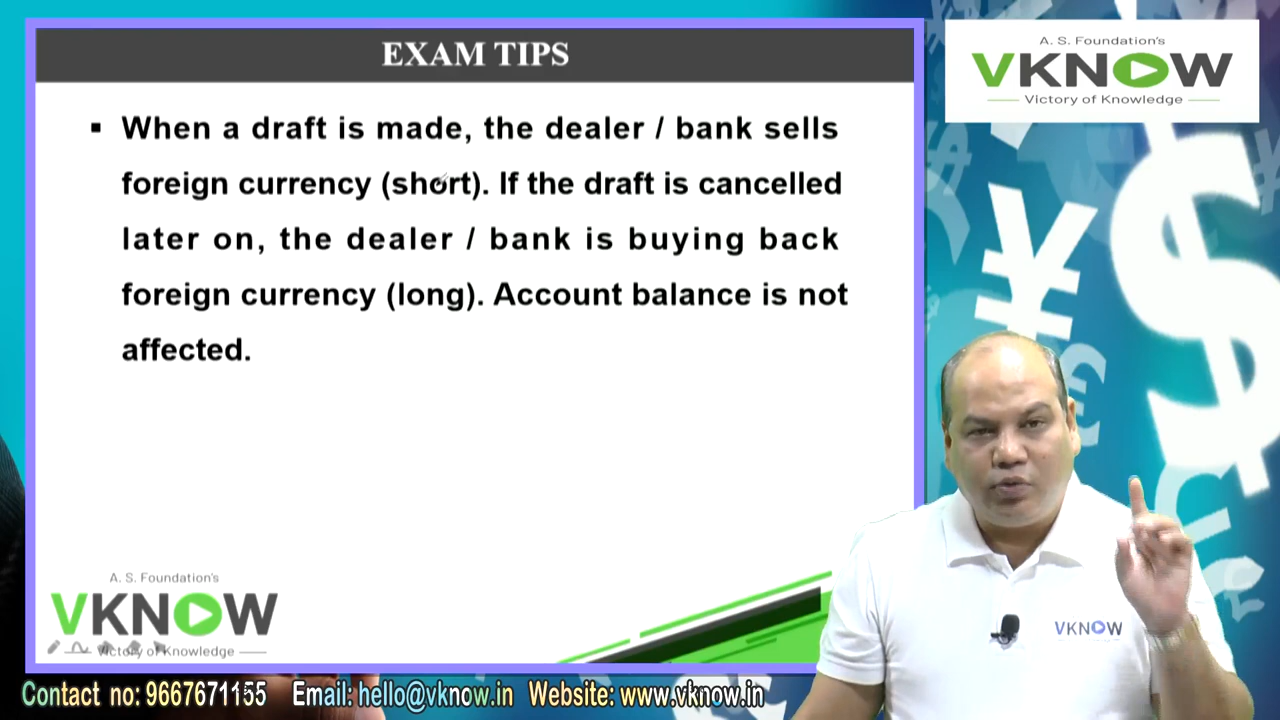 EXAM TIPS
▪ When a draft is made, the dealer / bank sells
foreign currency (short). If the draft is cancelled
later on, the dealer / bank is buying back
foreign currency (long). Account balance is not
affected.
A. S. Foundation's
VKNOW
Victory of Knowledge
A. S. Foundation's
VKNOW
Victory of Knowledge
VKNOW
Contact no: 9667671155 Email: hello@vknow.in Website: www.vknow.in